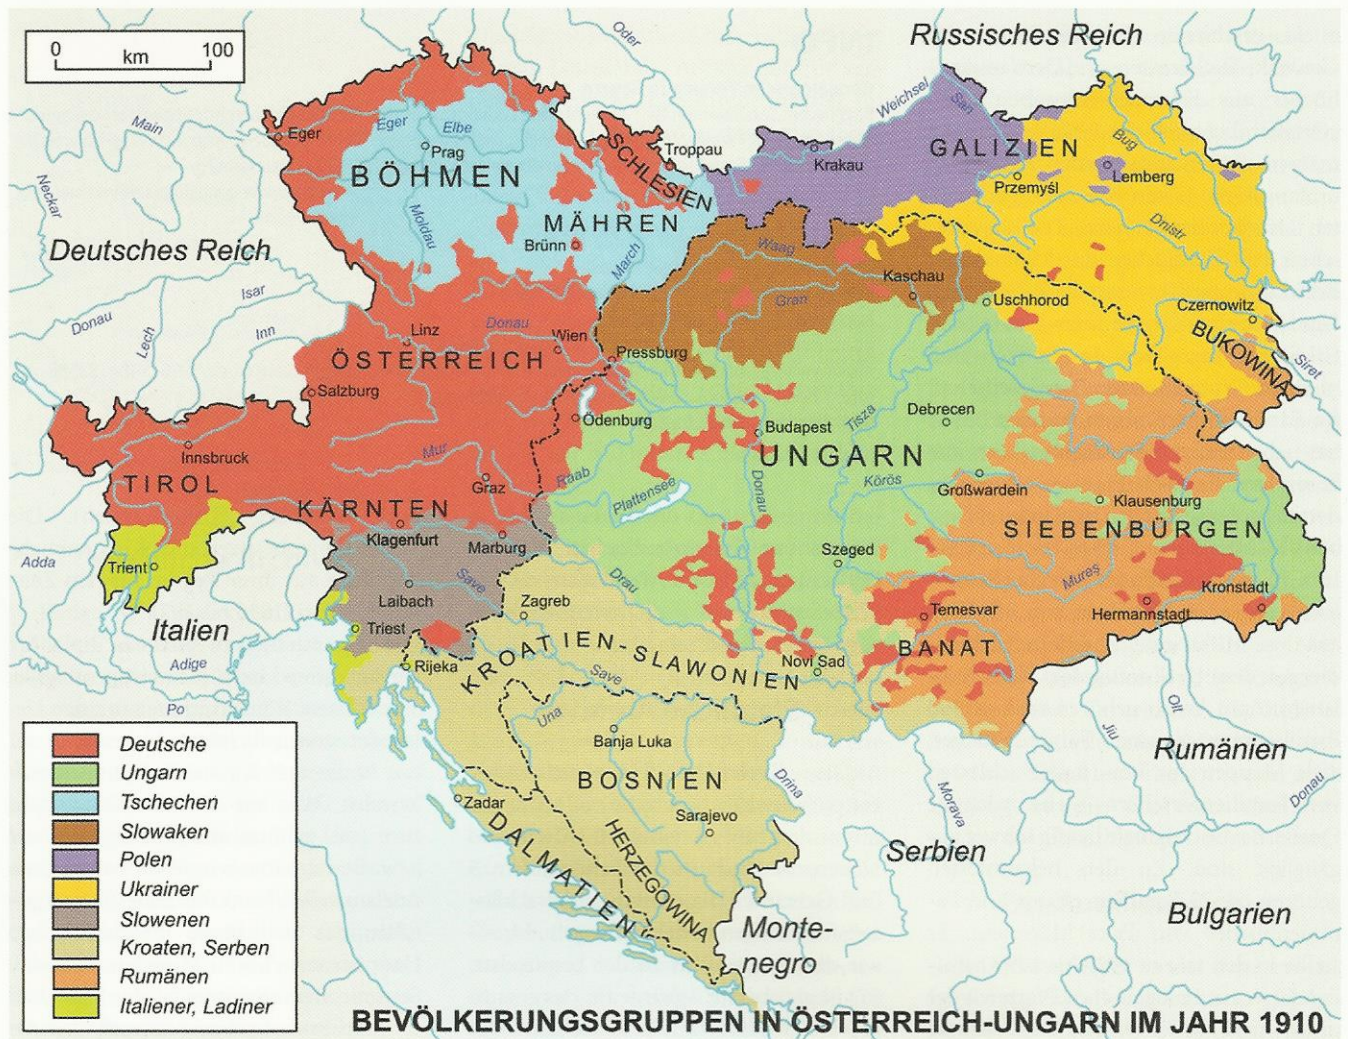 0 100
km
Russisches Reich
Deutsches Reich
Italien
Rumänien
Serbien
Bulgarien
Monte-
negro
BÖHMEN
MÄHREN
SCHLESIEN
GALIZIEN
BUKOWINA
ÖSTERREICH
TIROL
KÄRNTEN
UNGARN
SIEBENBÜRGEN
BANAT
KROATIEN-SLAWONIEN
BOSNIEN
HERZEGOWINA
DALMATIEN
Eger
Prag
Troppau
Brünn
Krakau
Przemyśl
Lemberg
Czernowitz
Kaschau
Uschhorod
Linz
Wien
Pressburg
Salzburg
Ödenburg
Budapest
Debrecen
Innsbruck
Graz
Großwardein
Klausenburg
Klagenfurt
Marburg
Szeged
Trient
Laibach
Zagreb
Temesvar
Hermannstadt
Kronstadt
Triest
Rijeka
Novi Sad
Banja Luka
Zadar
Sarajevo
Oder
Weichsel
San
Bug
Main
Eger
Elbe
Neckar
Moldau
March
Waag
Gran
Dnistr
Siret
Isar
Donau
Lech
Inn
Donau
Tisza
Mur
Raab
Plattensee
Donau
Körös
Adda
Save
Drau
Mureş
Adige
Po
Save
Una
Drina
Morava
Jiu
Olt
Donau
Deutsche
Ungarn
Tschechen
Slowaken
Polen
Ukrainer
Slowenen
Kroaten, Serben
Rumänen
Italiener, Ladiner
BEVÖLKERUNGSGRUPPEN IN ÖSTERREICH-UNGARN IM JAHR 1910